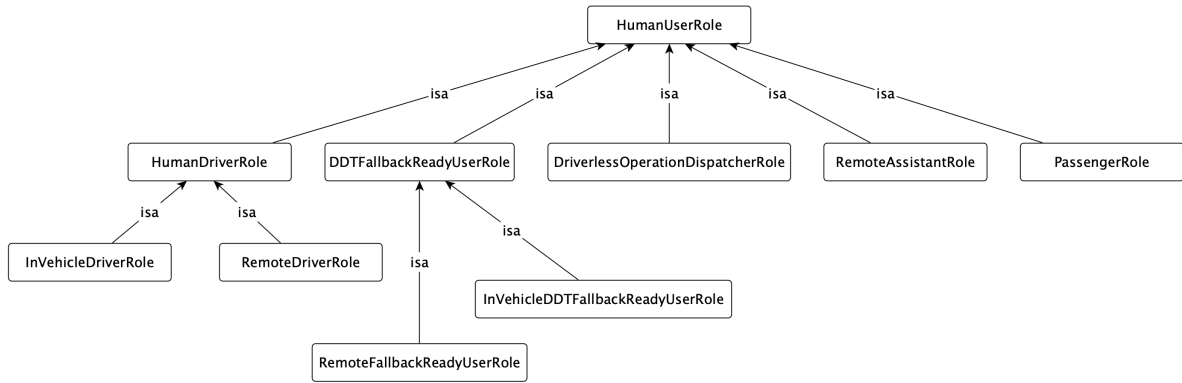 HumanUserRole
isa
isa
isa
isa
isa
HumanDriverRole
DDTFallbackReadyUserRole
DriverlessOperationDispatcherRole
RemoteAssistantRole
PassengerRole
isa
isa
isa
InVehicleDriverRole
RemoteDriverRole
isa
InVehicleDDTFallbackReadyUserRole
RemoteFallbackReadyUserRole